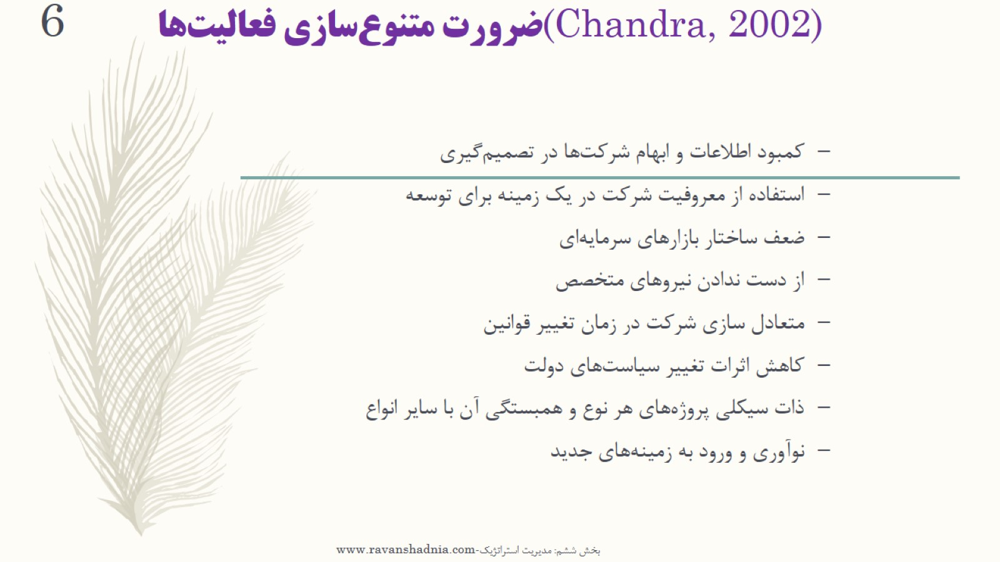 6
ضرورت متنوع‌سازی فعالیت‌ها(Chandra, 2002)
– کمبود اطلاعات و ابهام شرکت‌ها در تصمیم‌گیری
– استفاده از معروفیت شرکت در یک زمینه برای توسعه
– ضعف ساختار بازارهای سرمایه‌ای
– از دست ندادن نیروهای متخصص
– متعادل سازی شرکت در زمان تغییر قوانین
– کاهش اثرات تغییر سیاست‌های دولت
– ذات سیکلی پروژه‌های هر نوع و همبستگی آن با سایر انواع
– نوآوری و ورود به زمینه‌های جدید
بخش ششم: مدیریت استراتژیک-www.ravanshadnia.com